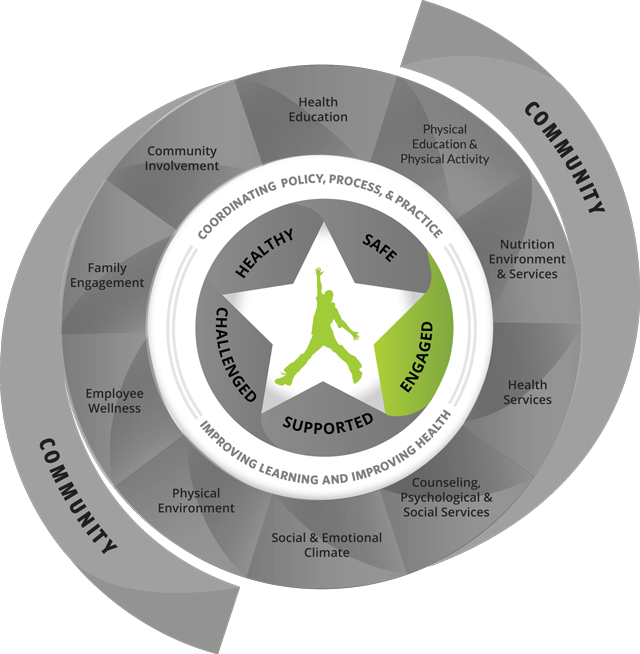 COMMUNITY
Health
Education
Physical
Education &
Physical Activity
Nutrition
Environment
& Services
Health
Services
Counseling,
Psychological &
Social Services
Social & Emotional
Climate
Physical
Environment
Employee
Wellness
Family
Engagement
Community
Involvement
COORDINATING POLICY, PROCESS, & PRACTICE
IMPROVING LEARNING AND IMPROVING HEALTH
HEALTHY
SAFE
ENGAGED
SUPPORTED
CHALLENGED
COMMUNITY